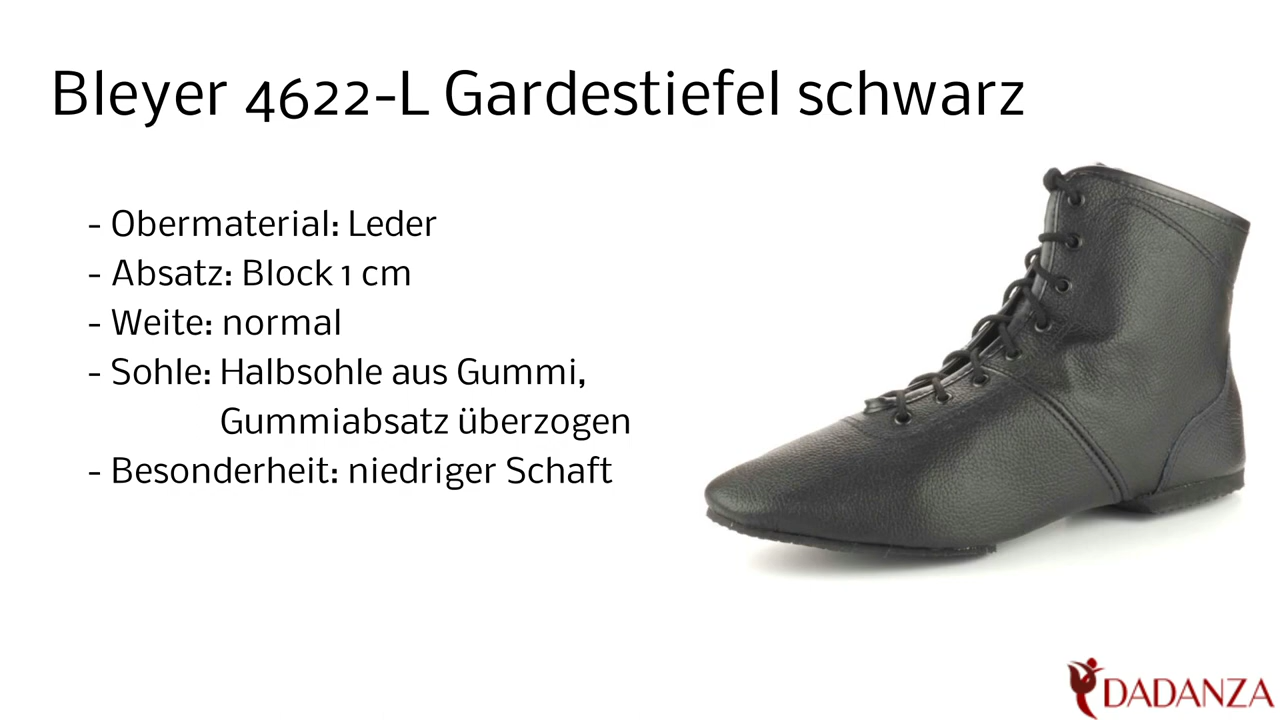 Bleyer 4622-L Gardestiefel schwarz
- Obermaterial: Leder
- Absatz: Block 1 cm
- Weite: normal
- Sohle: Halbsohle aus Gummi,
Gummiabsatz überzogen
- Besonderheit: niedriger Schaft
DADANZA